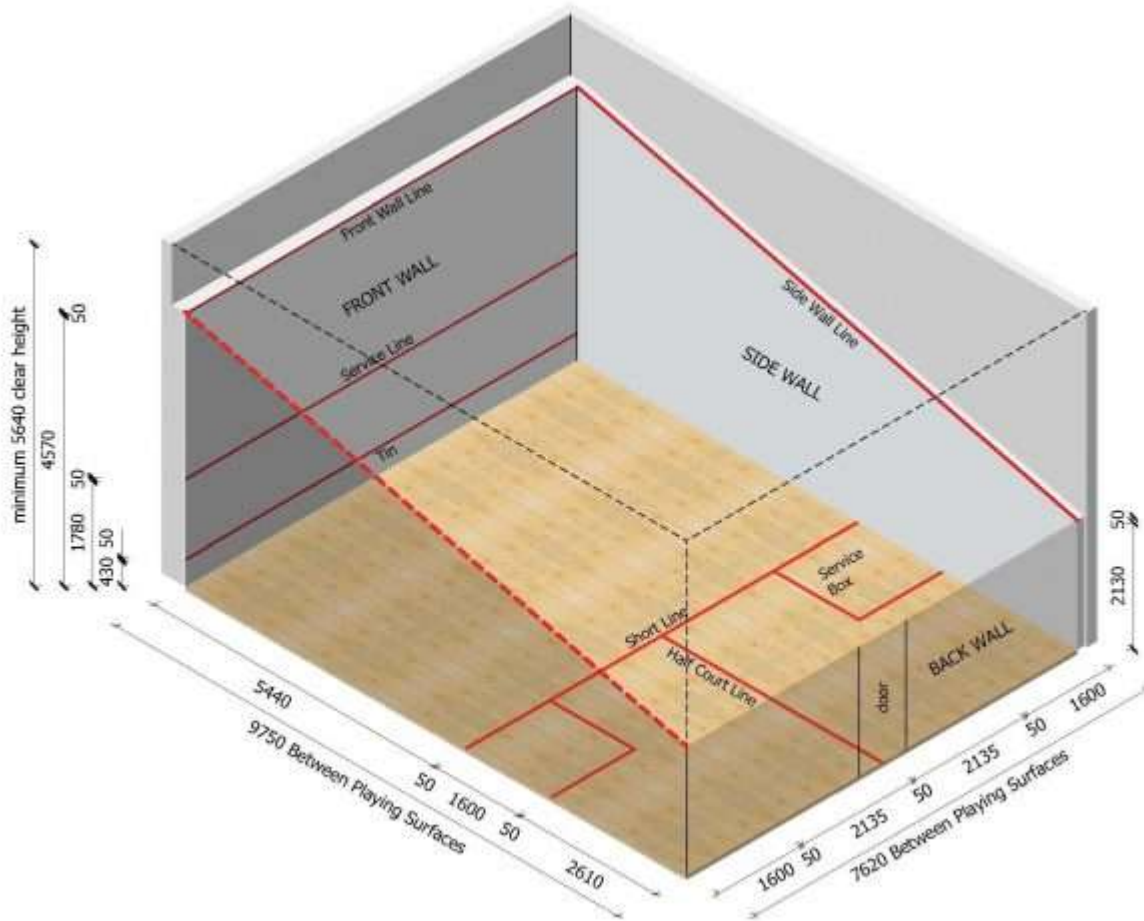 Front Wall Line
FRONT WALL
Service Line
Tin
Side Wall Line
SIDE WALL
Service
Box
Short Line
Half Court Line
door
BACK WALL
minimum 5640 clear height
4570
50
1780
50
430
50
50
2130
5440
50
1600
50
2610
9750 Between Playing Surfaces
1600
50
2135
50
2135
50
1600
7620 Between Playing Surfaces